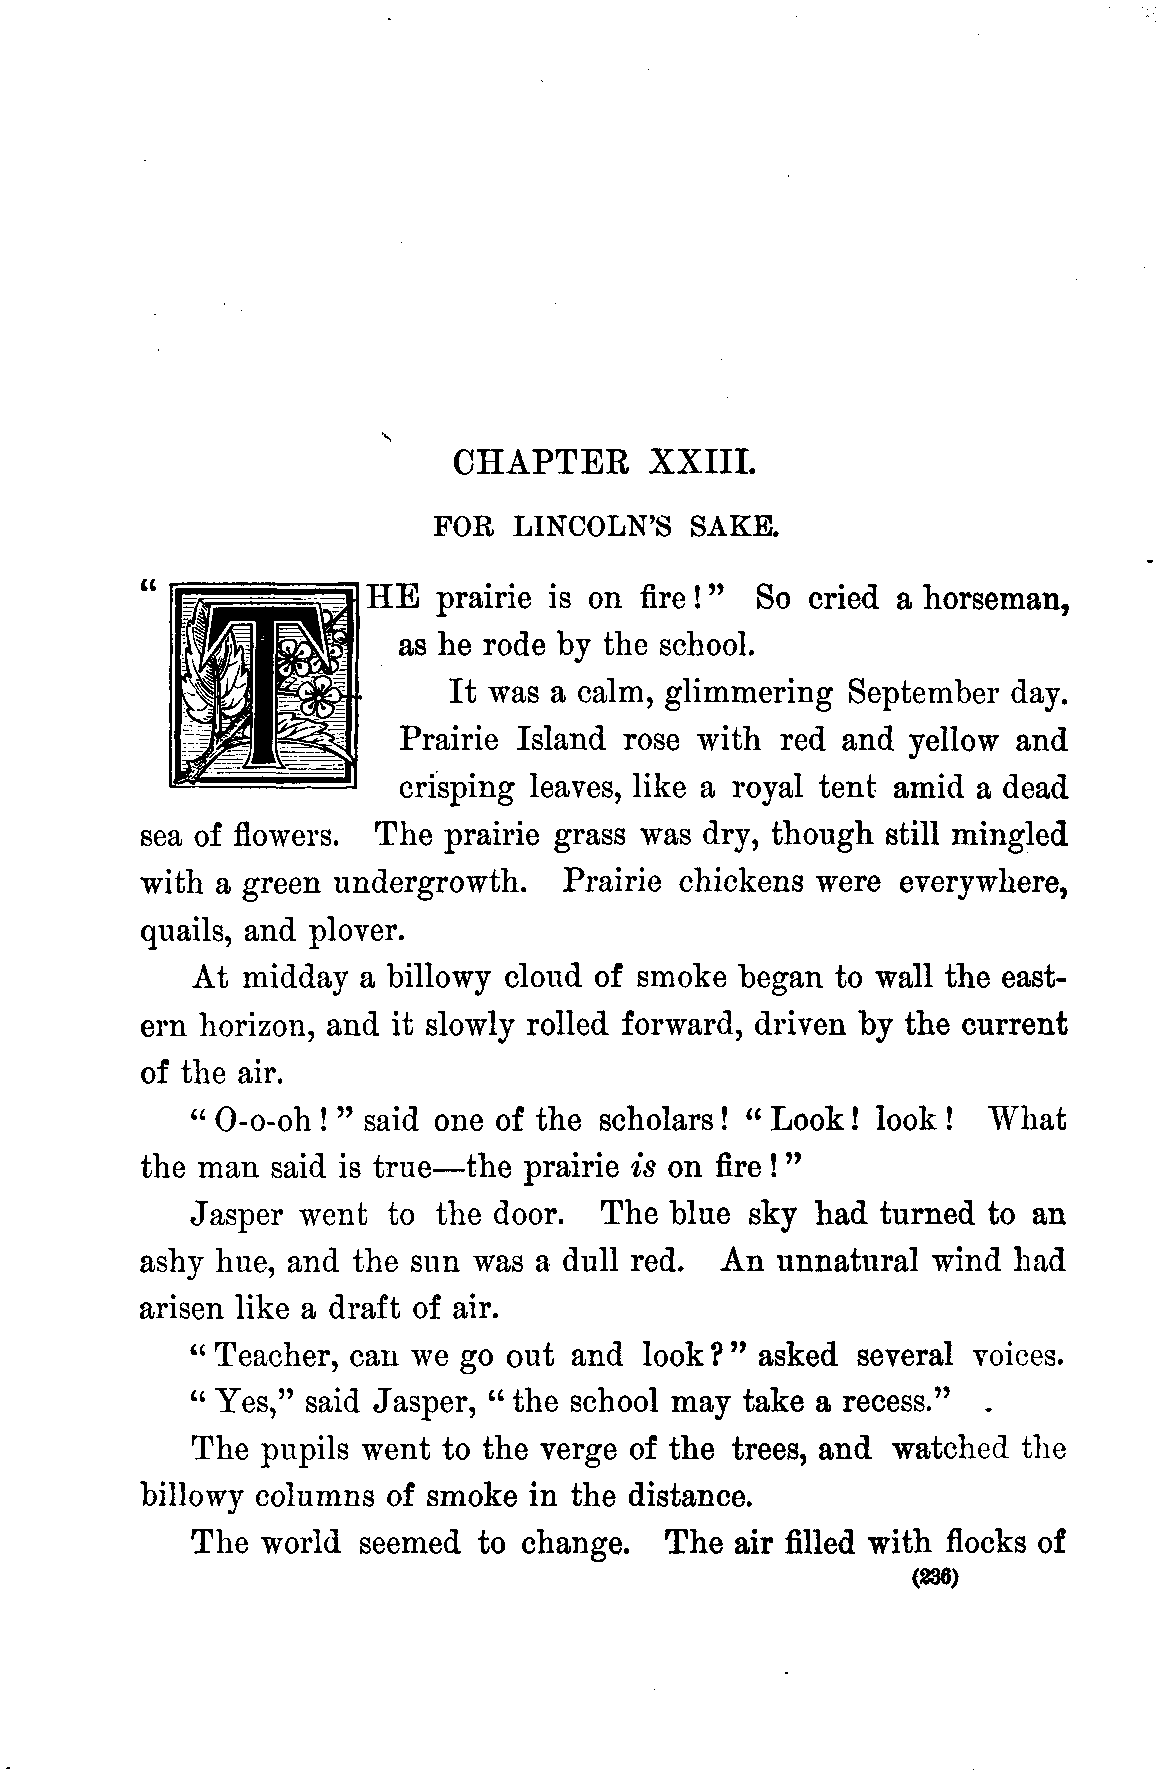 CHAPTER XXIII.
FOR LINCOLN'S SAKE.
“THE prairie is on fire!” So cried a horseman,
as he rode by the school.
It was a calm, glimmering September day.
Prairie Island rose with red and yellow and
crisping leaves, like a royal tent amid a dead
sea of flowers. The prairie grass was dry, though still mingled
with a green undergrowth. Prairie chickens were everywhere,
quails, and plover.
At midday a billowy cloud of smoke began to wall the east-
ern horizon, and it slowly rolled forward, driven by the current
of the air.
“O-o-oh!” said one of the scholars! “Look! look! What
the man said is true—the prairie is on fire!”
Jasper went to the door. The blue sky had turned to an
ashy hue, and the sun was a dull red. An unnatural wind had
arisen like a draft of air.
“Teacher, can we go out and look?” asked several voices.
“Yes,” said Jasper, “the school may take a recess.”
The pupils went to the verge of the trees, and watched the
billowy columns of smoke in the distance.
The world seemed to change. The air filled with flocks of
(236)